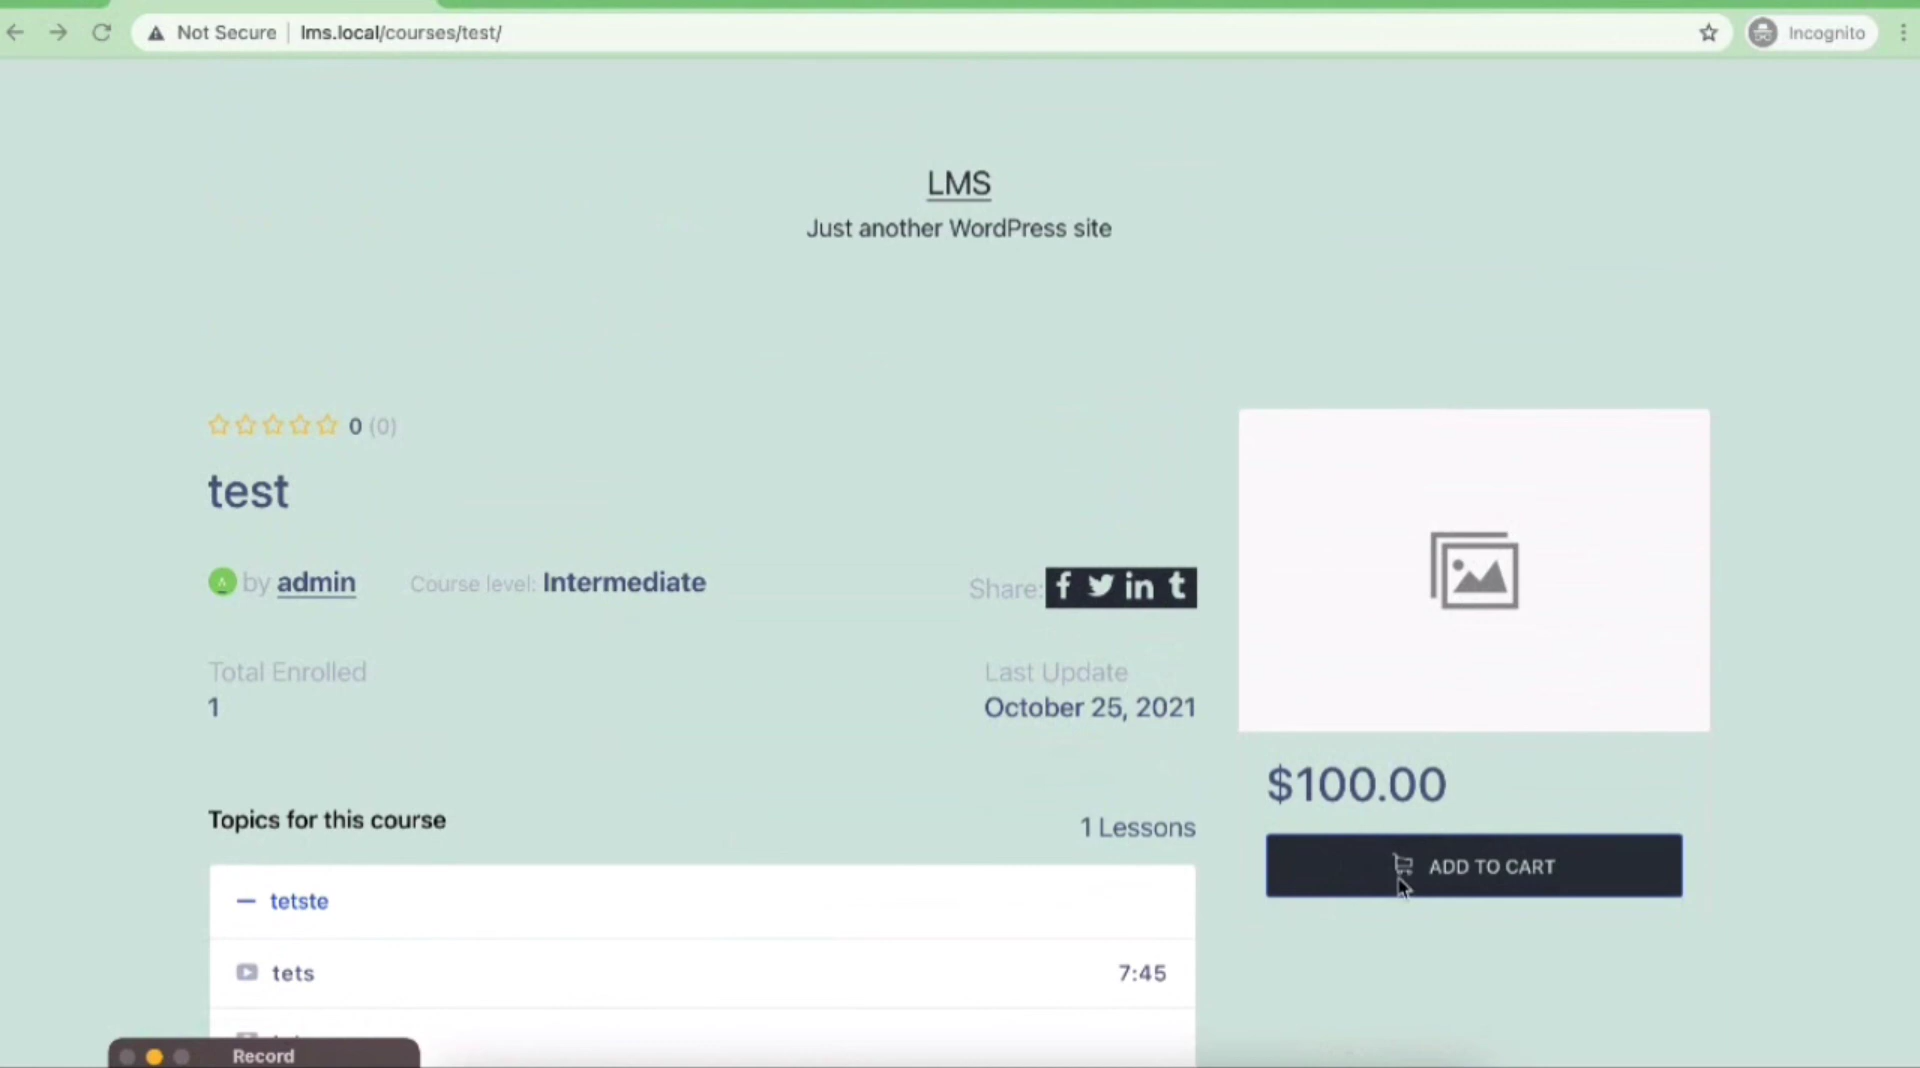 Not Secure | lms.local/courses/test/
Incognito
LMS
Just another WordPress site
0 (0)
test
by admin
Course level: Intermediate
Share: f in t
Total Enrolled
1
Last Update
October 25, 2021
$100.00
ADD TO CART
Topics for this course
1 Lessons
tetste
tets
7:45
Record